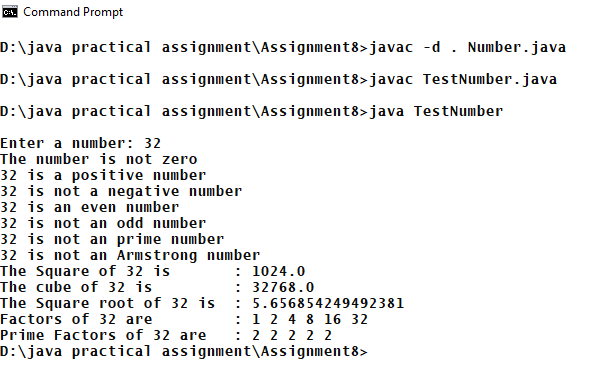 Command Prompt
D:\java practical assignment\Assignment8>javac -d . Number.java
D:\java practical assignment\Assignment8>javac TestNumber.java
D:\java practical assignment\Assignment8>java TestNumber
Enter a number: 32
The number is not zero
32 is a positive number
32 is not a negative number
32 is an even number
32 is not an odd number
32 is not an prime number
32 is not an Armstrong number
The Square of 32 is       : 1024.0
The cube of 32 is         : 32768.0
The Square root of 32 is  : 5.656854249492381
Factors of 32 are         : 1 2 4 8 16 32
Prime Factors of 32 are   : 2 2 2 2 2
D:\java practical assignment\Assignment8>